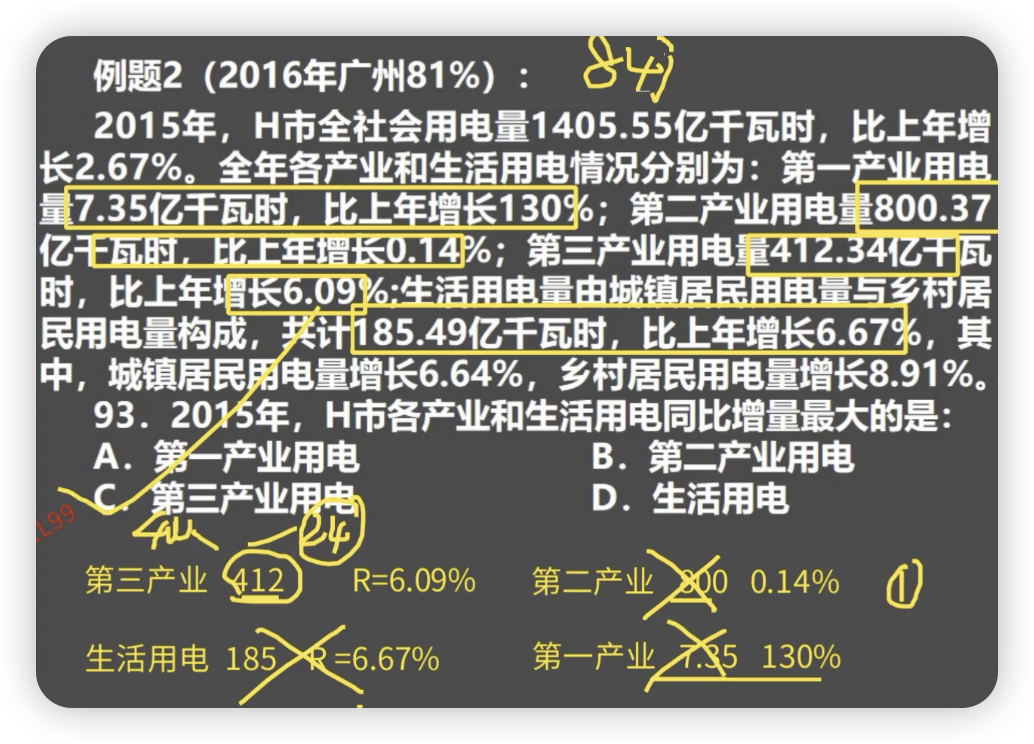 例题2（2016年广州81%）：
2015年，H市全社会用电量1405.55亿千瓦时，比上年增
长2.67%。全年各产业和生活用电情况分别为：第一产业用电
量7.35亿千瓦时，比上年增长130%；第二产业用电量800.37
亿千瓦时，比上年增长0.14%；第三产业用电量412.34亿千瓦
时，比上年增长6.09%;生活用电量由城镇居民用电量与乡村居
民用电量构成，共计185.49亿千瓦时，比上年增长6.67%，其
中，城镇居民用电量增长6.64%，乡村居民用电量增长8.91%。
93．2015年，H市各产业和生活用电同比增量最大的是：
A．第一产业用电 B．第二产业用电
C．第三产业用电 D．生活用电
L99
24
第三产业 412 R=6.09% 第二产业 800 0.14% ①
生活用电 185 R =6.67% 第一产业 7.35 130%